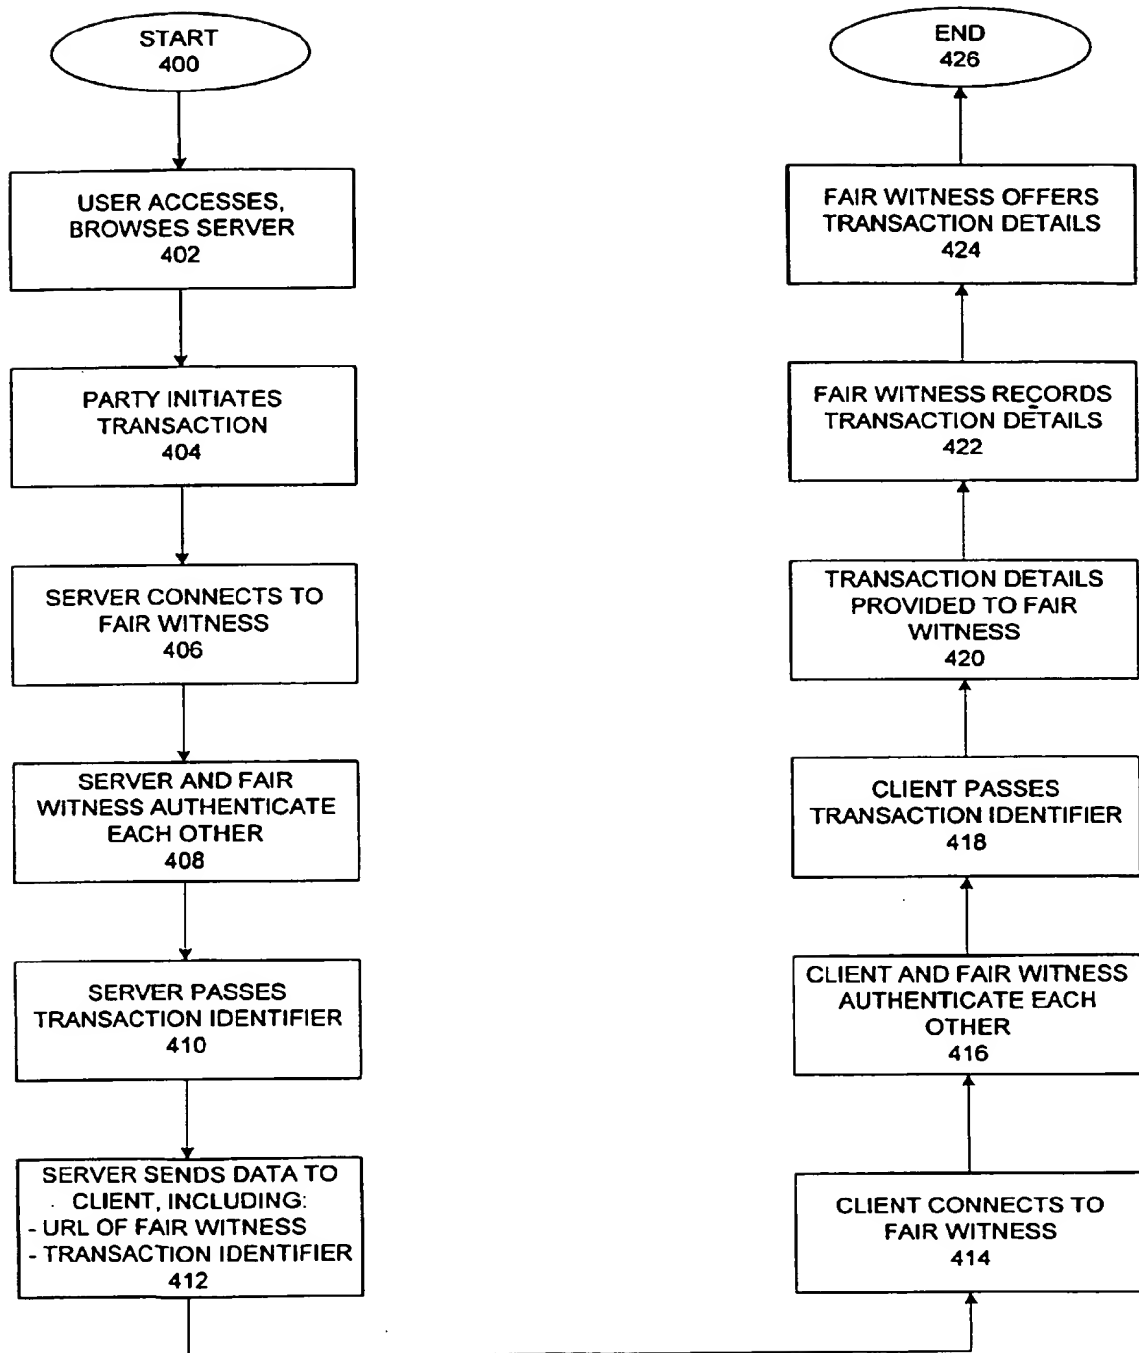 START
400
USER ACCESSES,
BROWSES SERVER
402
PARTY INITIATES
TRANSACTION
404
SERVER CONNECTS TO
FAIR WITNESS
406
SERVER AND FAIR
WITNESS AUTHENTICATE
EACH OTHER
408
SERVER PASSES
TRANSACTION IDENTIFIER
410
SERVER SENDS DATA TO
CLIENT, INCLUDING:
- URL OF FAIR WITNESS
- TRANSACTION IDENTIFIER
412
CLIENT CONNECTS TO
FAIR WITNESS
414
CLIENT AND FAIR WITNESS
AUTHENTICATE EACH
OTHER
416
CLIENT PASSES
TRANSACTION IDENTIFIER
418
TRANSACTION DETAILS
PROVIDED TO FAIR
WITNESS
420
FAIR WITNESS RECORDS
TRANSACTION DETAILS
422
FAIR WITNESS OFFERS
TRANSACTION DETAILS
424
END
426